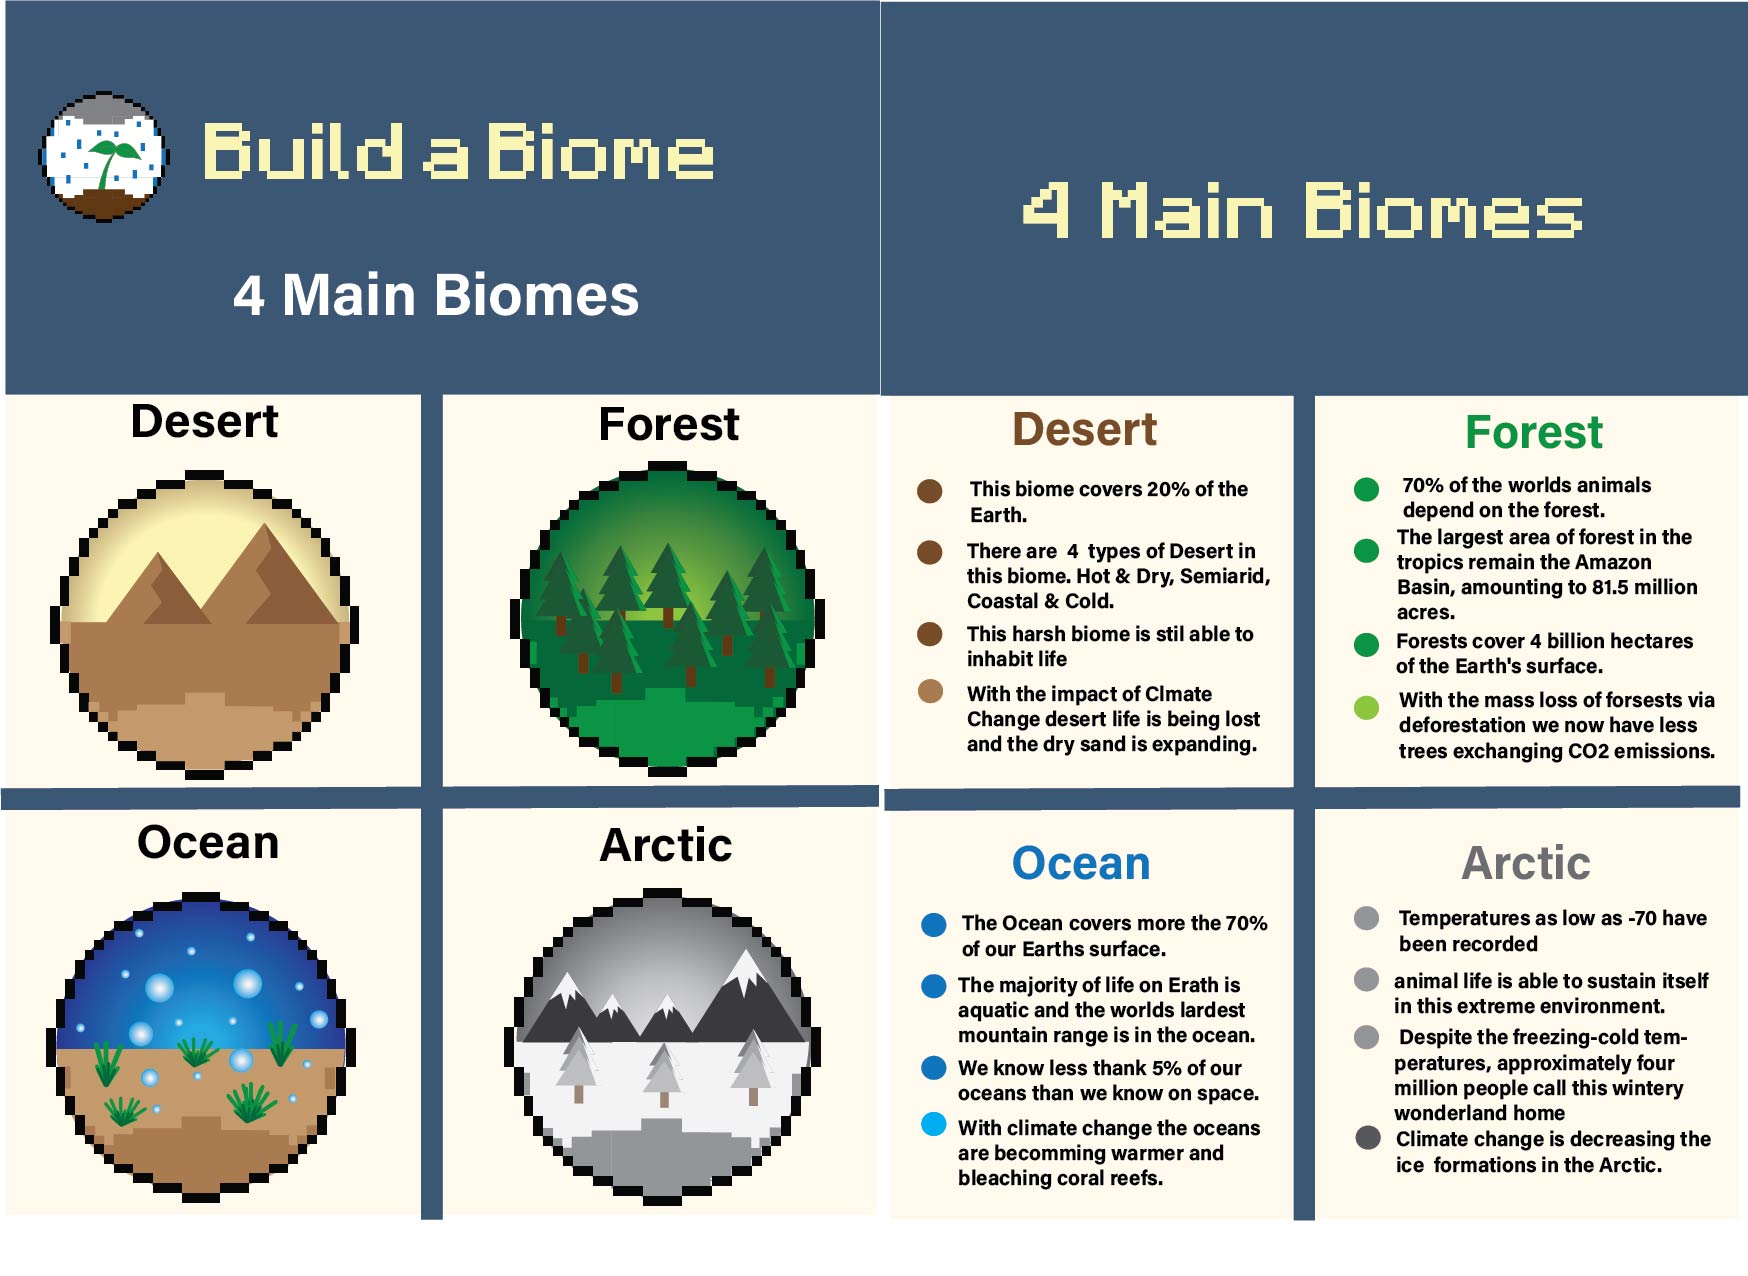 Build a Biome
4 Main Biomes
Desert
Forest
Ocean
Arctic
4 Main Biomes
Desert
This biome covers 20% of the
Earth.
There are 4 types of Desert in
this biome. Hot & Dry, Semiarid,
Coastal & Cold.
This harsh biome is stil able to
inhabit life
With the impact of Clmate
Change desert life is being lost
and the dry sand is expanding.
Forest
70% of the worlds animals
depend on the forest.
The largest area of forest in the
tropics remain the Amazon
Basin, amounting to 81.5 million
acres.
Forests cover 4 billion hectares
of the Earth's surface.
With the mass loss of forsests via
deforestation we now have less
trees exchanging CO2 emissions.
Ocean
The Ocean covers more the 70%
of our Earths surface.
The majority of life on Erath is
aquatic and the worlds lardest
mountain range is in the ocean.
We know less thank 5% of our
oceans than we know on space.
With climate change the oceans
are becomming warmer and
bleaching coral reefs.
Arctic
Temperatures as low as -70 have
been recorded
animal life is able to sustain itself
in this extreme environment.
Despite the freezing-cold tem-
peratures, approximately four
million people call this wintery
wonderland home
Climate change is decreasing the
ice formations in the Arctic.